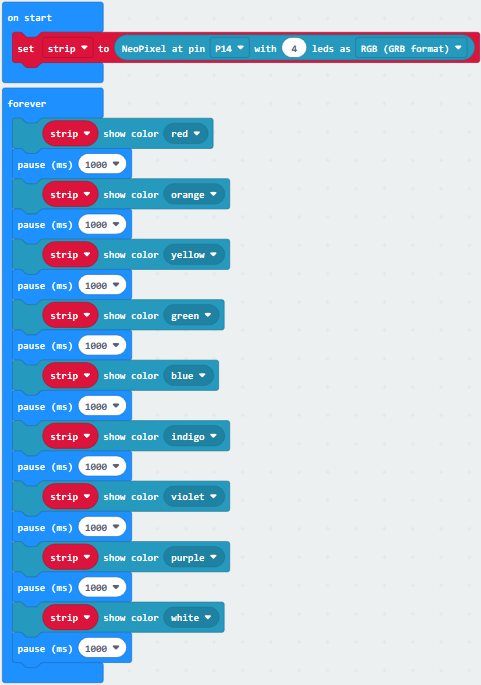 on start
set strip to NeoPixel at pin P14 with 4 leds as RGB (GRB format)
forever
strip show color red
pause (ms) 1000
strip show color orange
pause (ms) 1000
strip show color yellow
pause (ms) 1000
strip show color green
pause (ms) 1000
strip show color blue
pause (ms) 1000
strip show color indigo
pause (ms) 1000
strip show color violet
pause (ms) 1000
strip show color purple
pause (ms) 1000
strip show color white
pause (ms) 1000